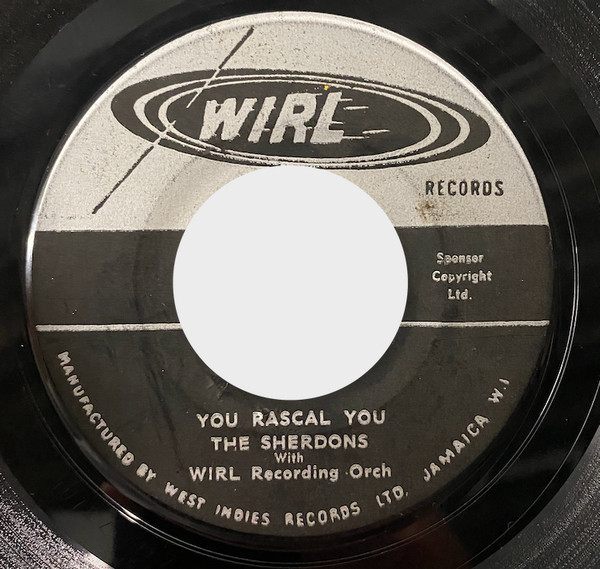 WIRL
RECORDS
Sponsor
Copyright
Ltd.
YOU RASCAL YOU
THE SHERDONS
With
WIRL Recording Orch
MANUFACTURED BY WEST INDIES RECORDS LTD. JAMAICA W.I